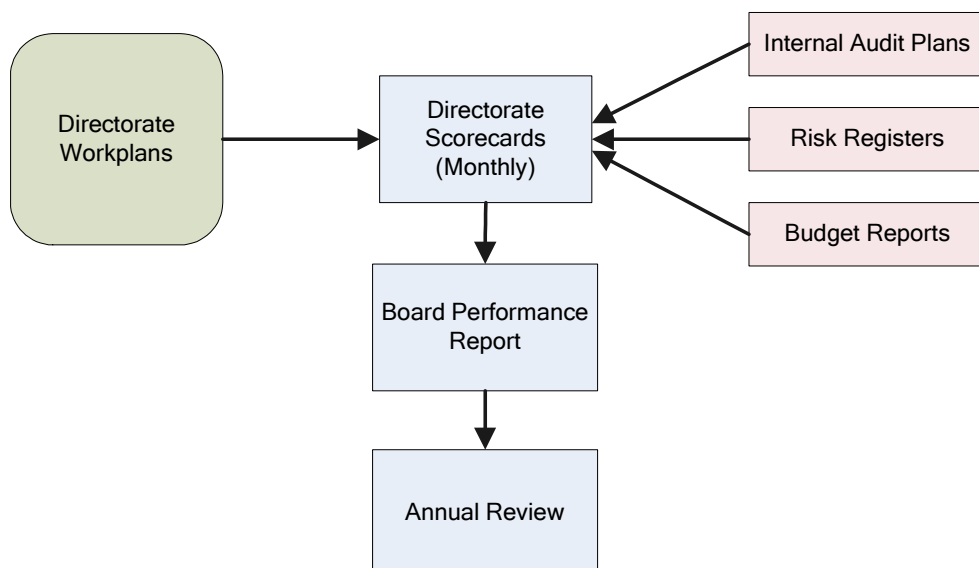 Directorate
Workplans
Directorate
Scorecards
(Monthly)
Internal Audit Plans
Risk Registers
Budget Reports
Board Performance
Report
Annual Review